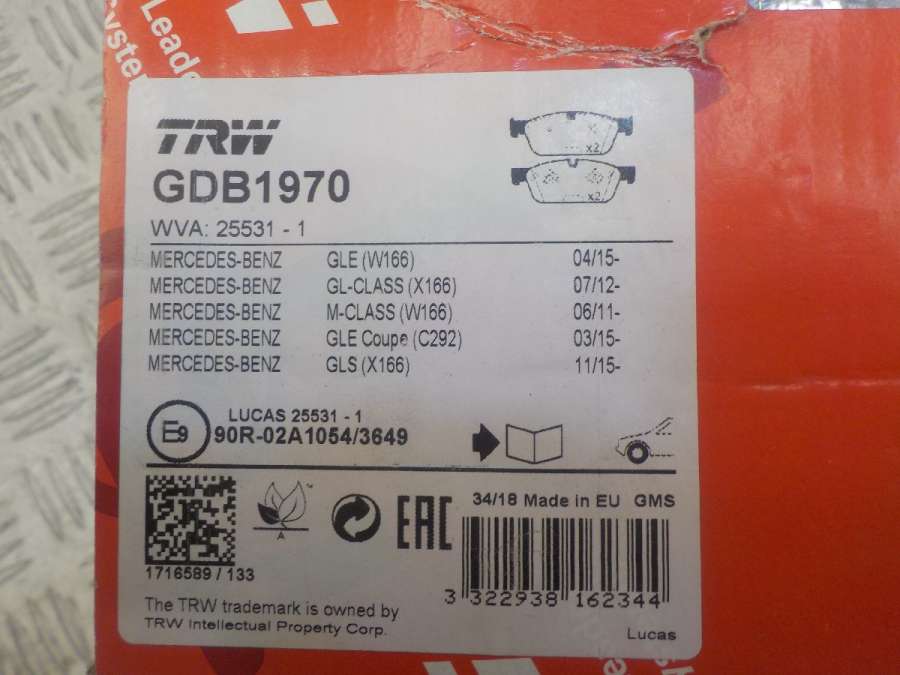 Leade
Syster
TRW
x2
GDB1970
x2
WVA: 25531 - 1
MERCEDES-BENZ GLE (W166) 04/15-
MERCEDES-BENZ GL-CLASS (X166) 07/12-
MERCEDES-BENZ M-CLASS (W166) 06/11-
MERCEDES-BENZ GLE Coupe (C292) 03/15-
MERCEDES-BENZ GLS (X166) 11/15-
LUCAS 25531 - 1
E9 90R-02A1054/3649
34/18 Made in EU GMS
™
A
EAC
1716589 / 133
3 322938 162344
The TRW trademark is owned by
TRW Intellectual Property Corp.
Lucas